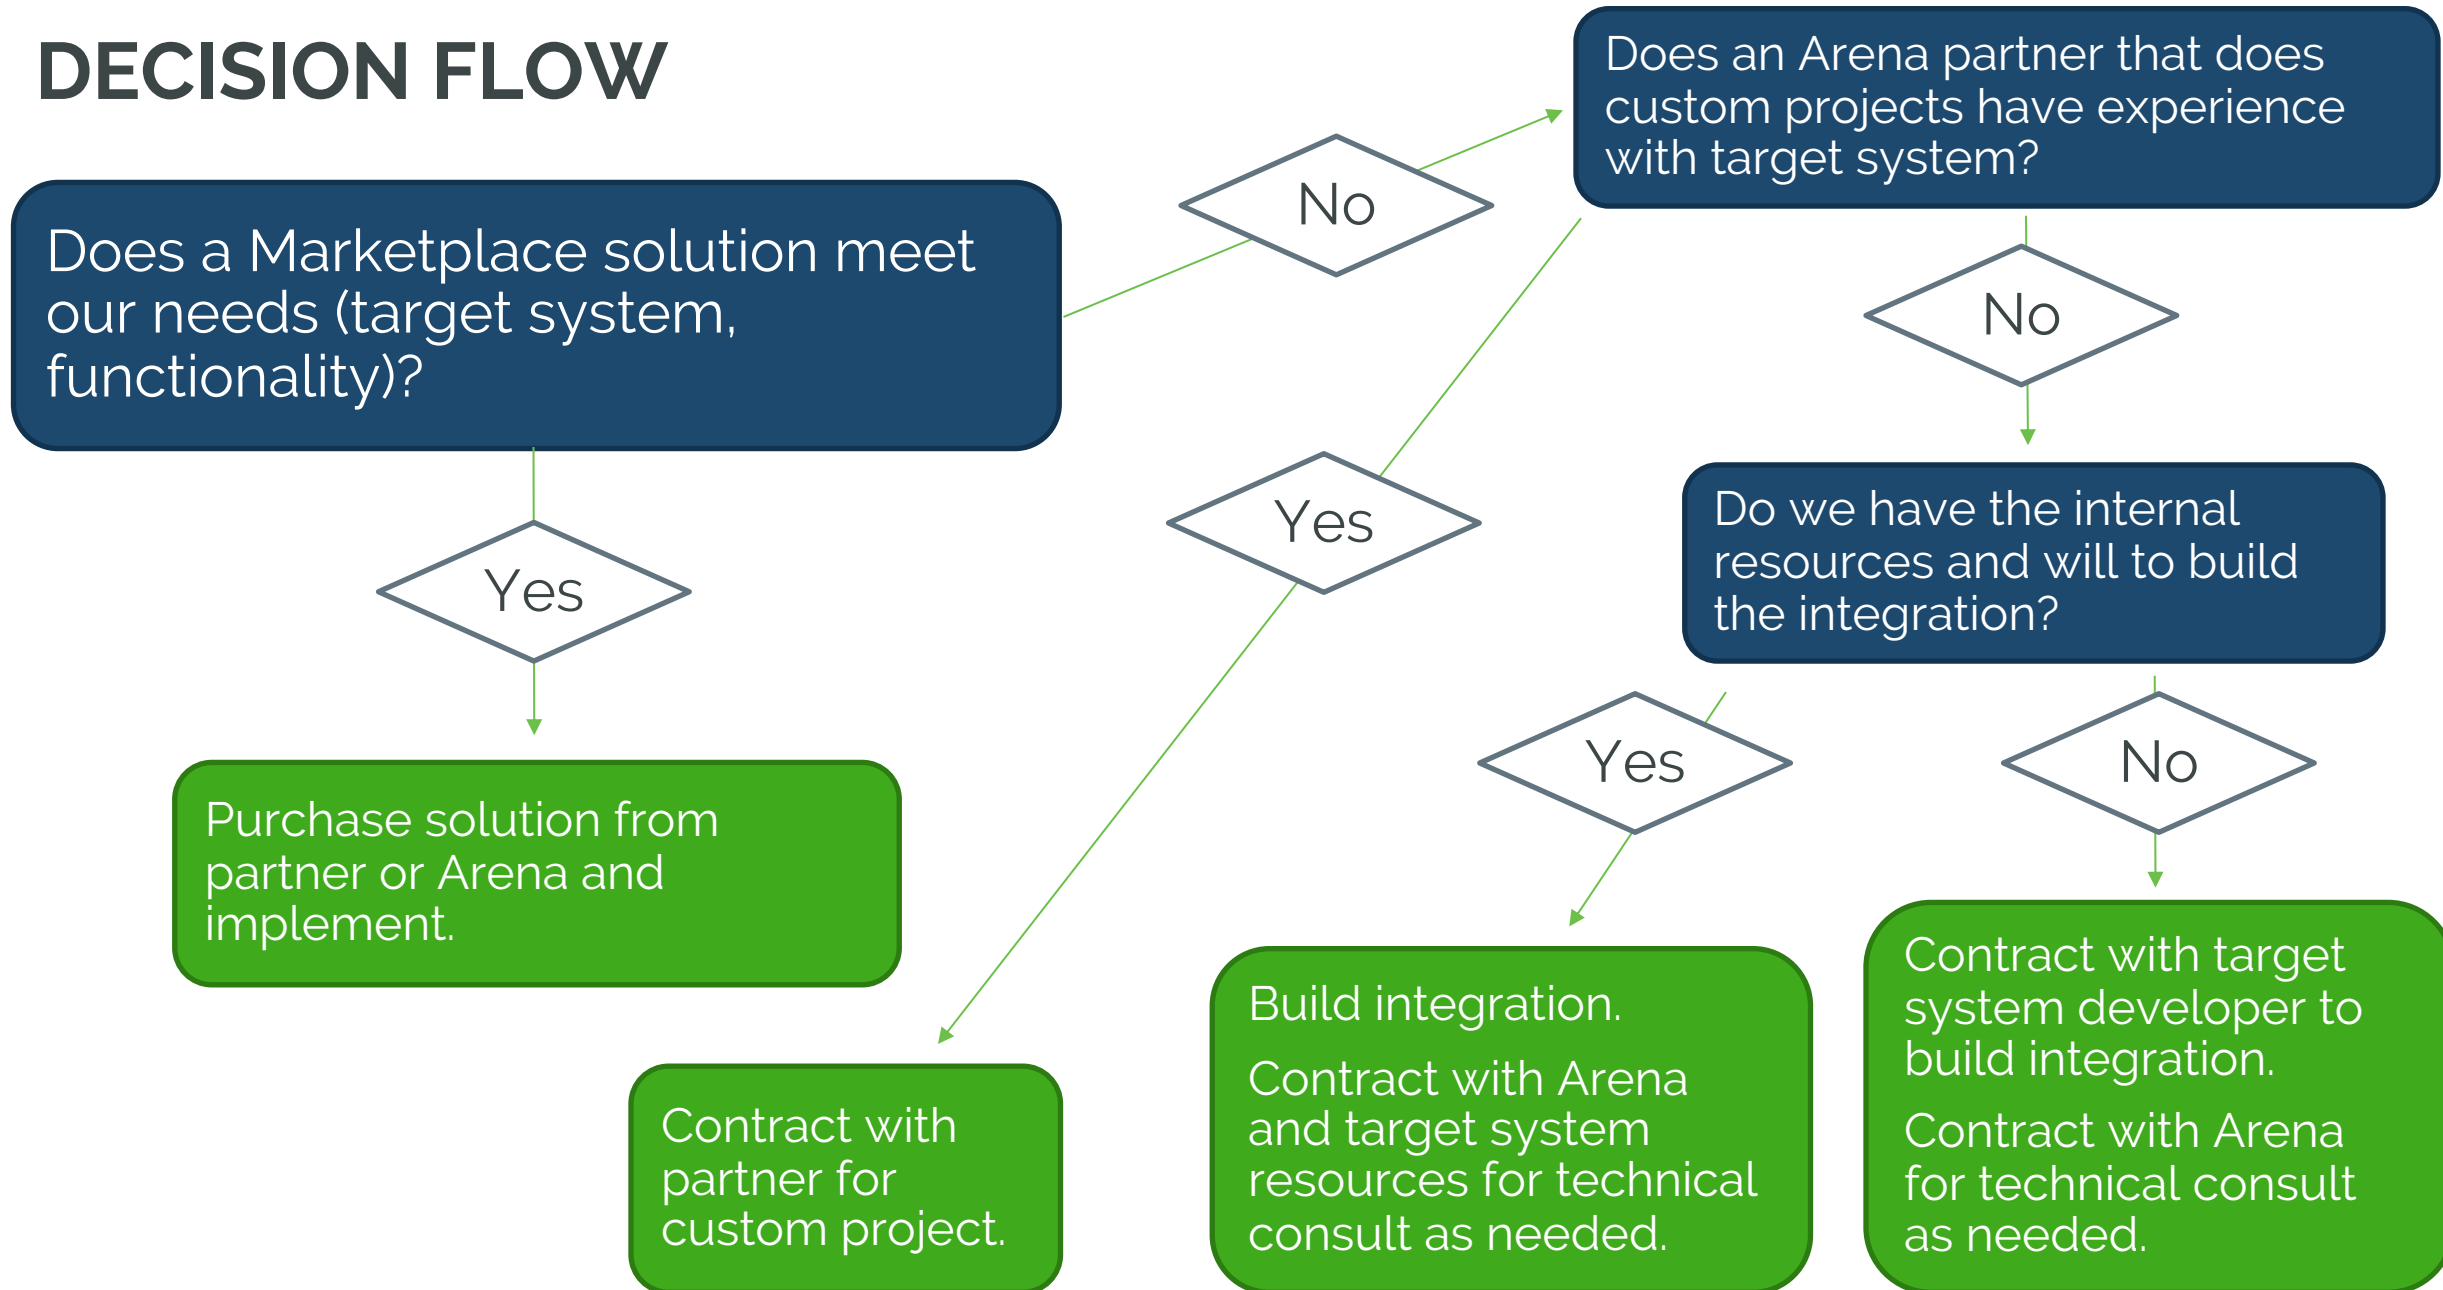 DECISION FLOW
Does a Marketplace solution meet
our needs (target system,
functionality)?
No
Does an Arena partner that does
custom projects have experience
with target system?
No
Yes
Yes
Do we have the internal
resources and will to build
the integration?
Yes
No
Purchase solution from
partner or Arena and
implement.
Contract with
partner for
custom project.
Build integration.
Contract with Arena
and target system
resources for technical
consult as needed.
Contract with target
system developer to
build integration.
Contract with Arena
for technical consult
as needed.